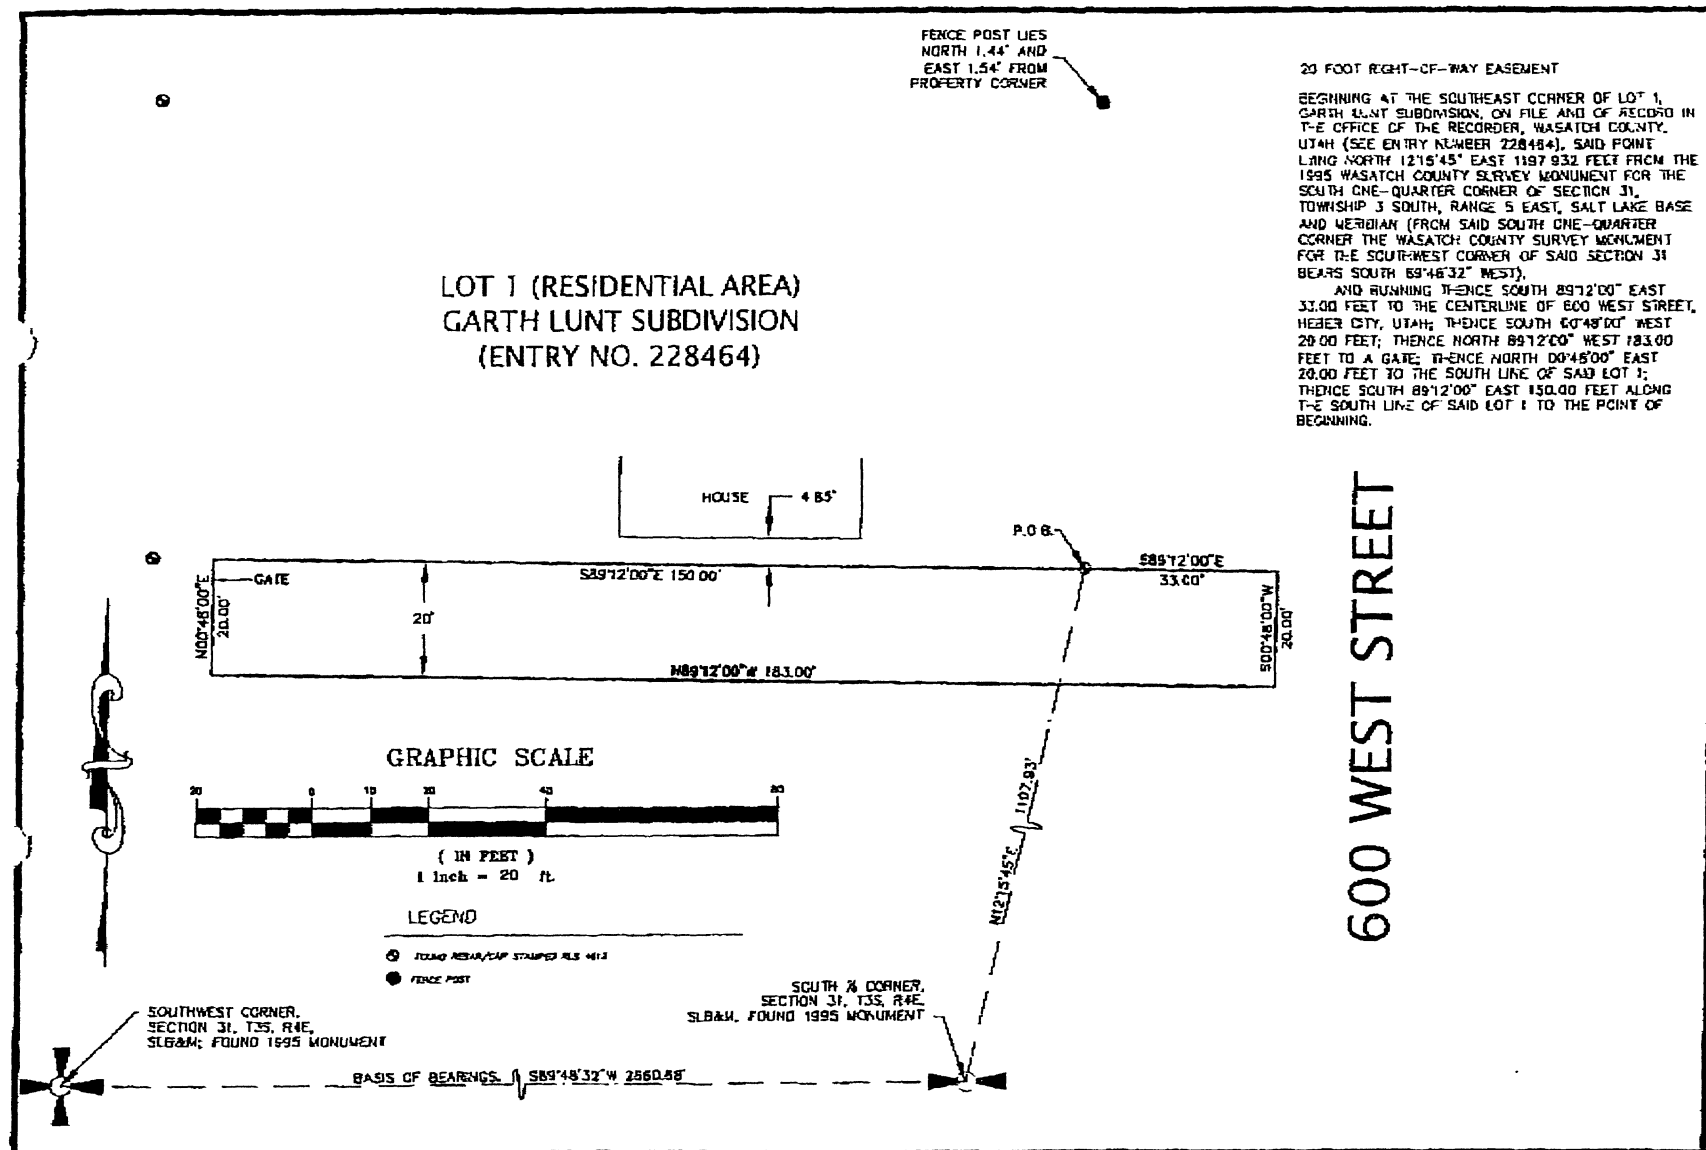 FENCE POST LIES
NORTH 1.44' AND
EAST 1.54' FROM
PROPERTY CORNER
20 FOOT RIGHT-OF-WAY EASEMENT
BEGINNING AT THE SOUTHEAST CORNER OF LOT 1,
GARTH LUNT SUBDIVISION, ON FILE AND OF RECORD IN
THE OFFICE OF THE RECORDER, WASATCH COUNTY,
UTAH (SEE ENTRY NUMBER 228464), SAID POINT
LYING NORTH 12°15'45" EAST 1197.932 FEET FROM THE
1995 WASATCH COUNTY SURVEY MONUMENT FOR THE
SOUTH ONE-QUARTER CORNER OF SECTION 31,
TOWNSHIP 3 SOUTH, RANGE 5 EAST, SALT LAKE BASE
AND MERIDIAN (FROM SAID SOUTH ONE-QUARTER
CORNER THE WASATCH COUNTY SURVEY MONUMENT
FOR THE SOUTHWEST CORNER OF SAID SECTION 31
BEARS SOUTH 89°48'32" WEST),
AND RUNNING THENCE SOUTH 89°12'00" EAST
33.00 FEET TO THE CENTERLINE OF 600 WEST STREET,
HEBER CITY, UTAH; THENCE SOUTH 00°48'00" WEST
20.00 FEET; THENCE NORTH 89°12'00" WEST 183.00
FEET TO A GATE; THENCE NORTH 00°48'00" EAST
20.00 FEET TO THE SOUTH LINE OF SAID LOT 1;
THENCE SOUTH 89°12'00" EAST 150.00 FEET ALONG
THE SOUTH LINE OF SAID LOT 1 TO THE POINT OF
BEGINNING.
LOT 1 (RESIDENTIAL AREA)
GARTH LUNT SUBDIVISION
(ENTRY NO. 228464)
HOUSE
4.85'
P.O.B.
S89°12'00"E
33.00'
S89°12'00"E 150.00'
GATE
N00°48'00"E
20.00'
20'
N89°12'00"W 183.00'
S00°48'00"W
20.00'
600 WEST STREET
GRAPHIC SCALE
20 0 10 20 40 80
( IN FEET )
1 inch = 20 ft.
N12°15'45"E 1107.93'
LEGEND
FOUND REBAR/CAP STAMPED RLS
FENCE POST
SOUTHWEST CORNER,
SECTION 31, T3S, R4E,
SLB&M; FOUND 1995 MONUMENT
SOUTH ¼ CORNER,
SECTION 31, T3S, R4E,
SLB&M, FOUND 1995 MONUMENT
BASIS OF BEARINGS S89°48'32"W